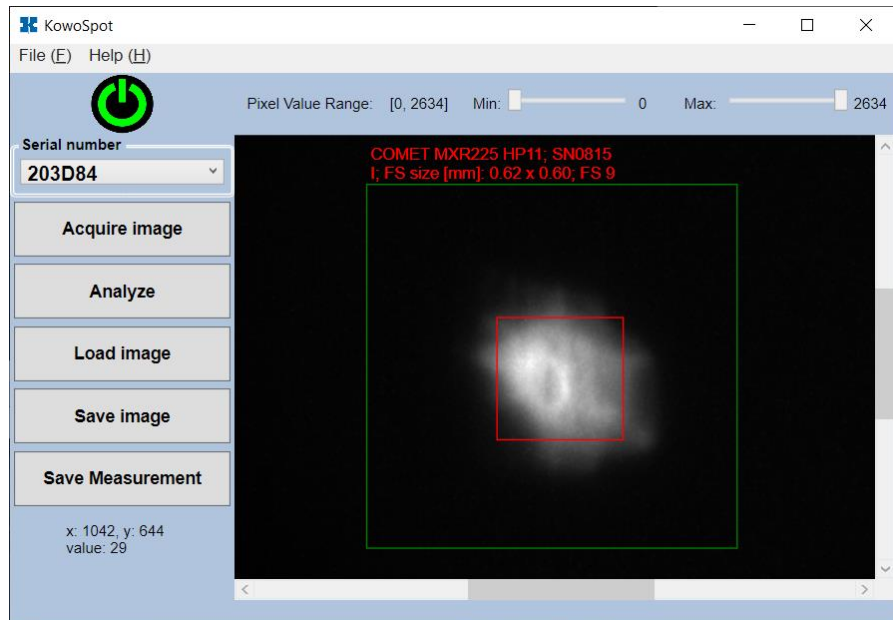 KowoSpot
File (F) Help (H)
Pixel Value Range: [0, 2634] Min: 0 Max: 2634
Serial number
203D84
COMET MXR225 HP11; SN0815
I; FS size [mm]: 0.62 x 0.60; FS 9
Acquire image
Analyze
Load image
Save image
Save Measurement
x: 1042, y: 644
value: 29